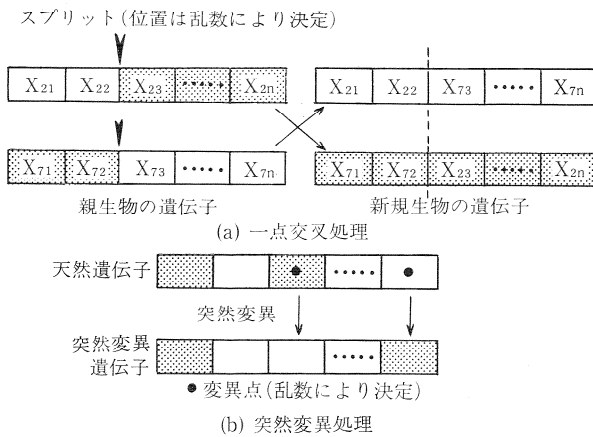 スプリット(位置は乱数により決定)
X21 X22 X23 ····· X2n X21 X22 X73 ····· X7n
X71 X72 X73 ····· X7n X71 X72 X23 ····· X2n
親生物の遺伝子 新規生物の遺伝子
(a) 一点交叉処理
天然遺伝子 ·····
突然変異
突然変異
遺伝子 ·····
●変異点(乱数により決定)
(b) 突然変異処理